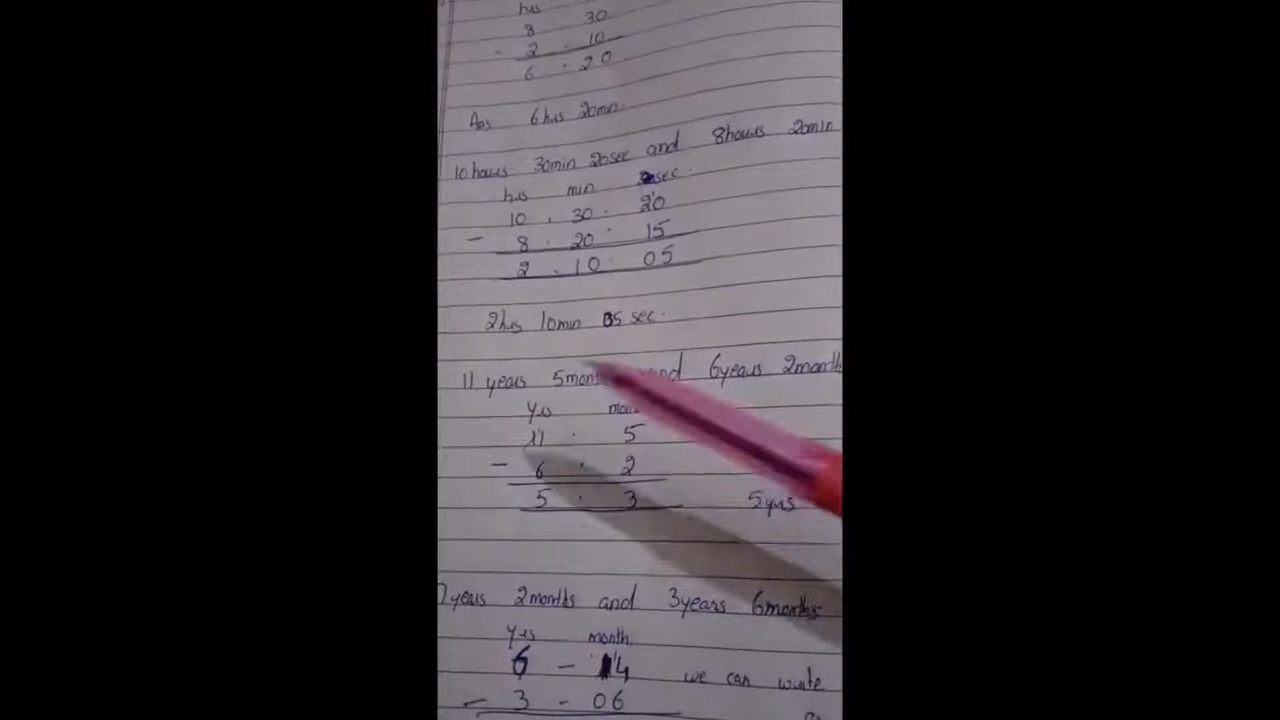 hrs
8 30
- 2 . 10
6 . 20
Ans 6 hrs 20min
10 hours 30min 20sec and 8hours 20min
hrs min sec
10 . 30 . 20
- 8 . 20 . 15
2 . 10 . 05
2hrs 10min 05 sec.
11 years 5mont and 6years 2month
yrs mon
11 . 5
- 6 . 2
5 . 3 5yrs
7years 2months and 3years 6months
yrs month
6 - 14 we can write
- 3 - 06